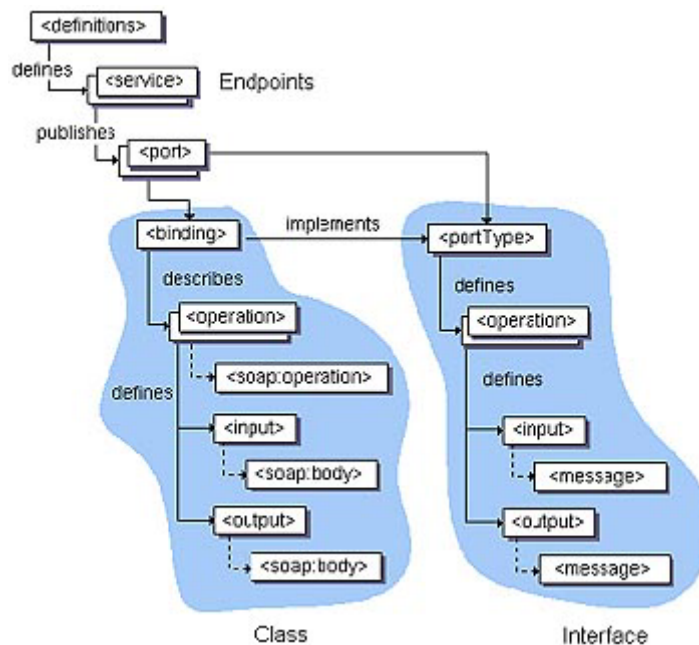 <definitions>
defines
<service>
Endpoints
publishes
<port>
<binding>
implements
<portType>
describes
defines
<operation>
<operation>
<soap:operation>
defines
defines
<input>
<input>
<soap:body>
<message>
<output>
<output>
<soap:body>
<message>
Class
Interface